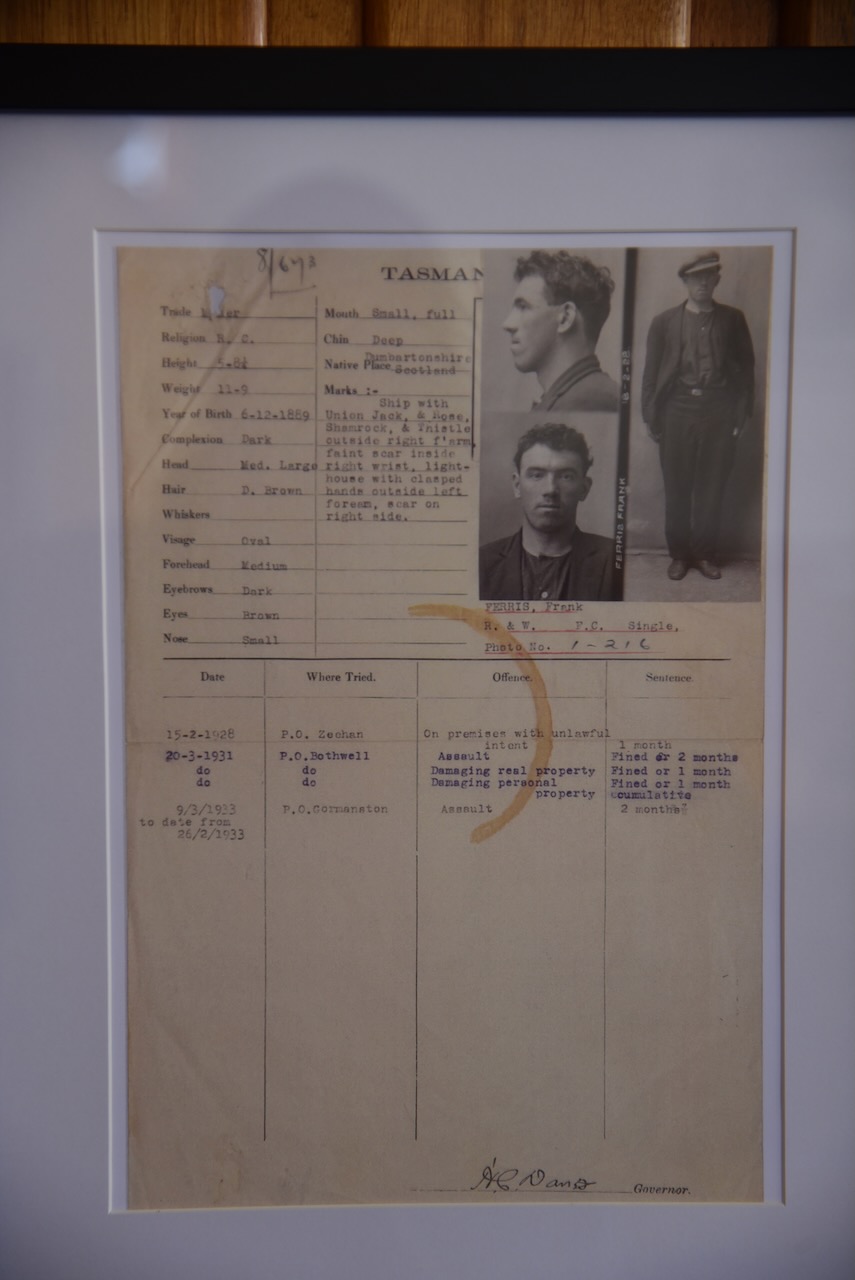 8/6793
TASMAN
Trade
Religion R. C.
Height 5-8¼
Weight 11-9
Year of Birth 6-12-1889
Complexion Dark
Head Med. Large
Hair D. Brown
Whiskers
Visage Oval
Forehead Medium
Eyebrows Dark
Eyes Brown
Nose Small
Mouth Small, full
Chin Deep
Dumbartonshire
Native Place Scotland
Marks :-
Ship with
Union Jack, & Rose,
Shamrock, & Thistle
outside right f'arm,
faint scar inside
right wrist, light-
house with clasped
hands outside left
foream, scar on
right side.
FERRIS FRANK 8-2-28
FERRIS, Frank
R. & W. F.C. Single,
Photo No. 1-216
Date Where Tried. Offence. Sentence.
15-2-1928 P.O. Zeehan On premises with unlawful
intent 1 month
20-3-1931 P.O.Bothwell Assault Fined or 2 months
do do Damaging real property Fined or 1 month
do do Damaging personal Fined or 1 month
property cumulative
9/3/1933 P.O.Gormanston Assault 2 months
to date from
26/2/1933
Governor.